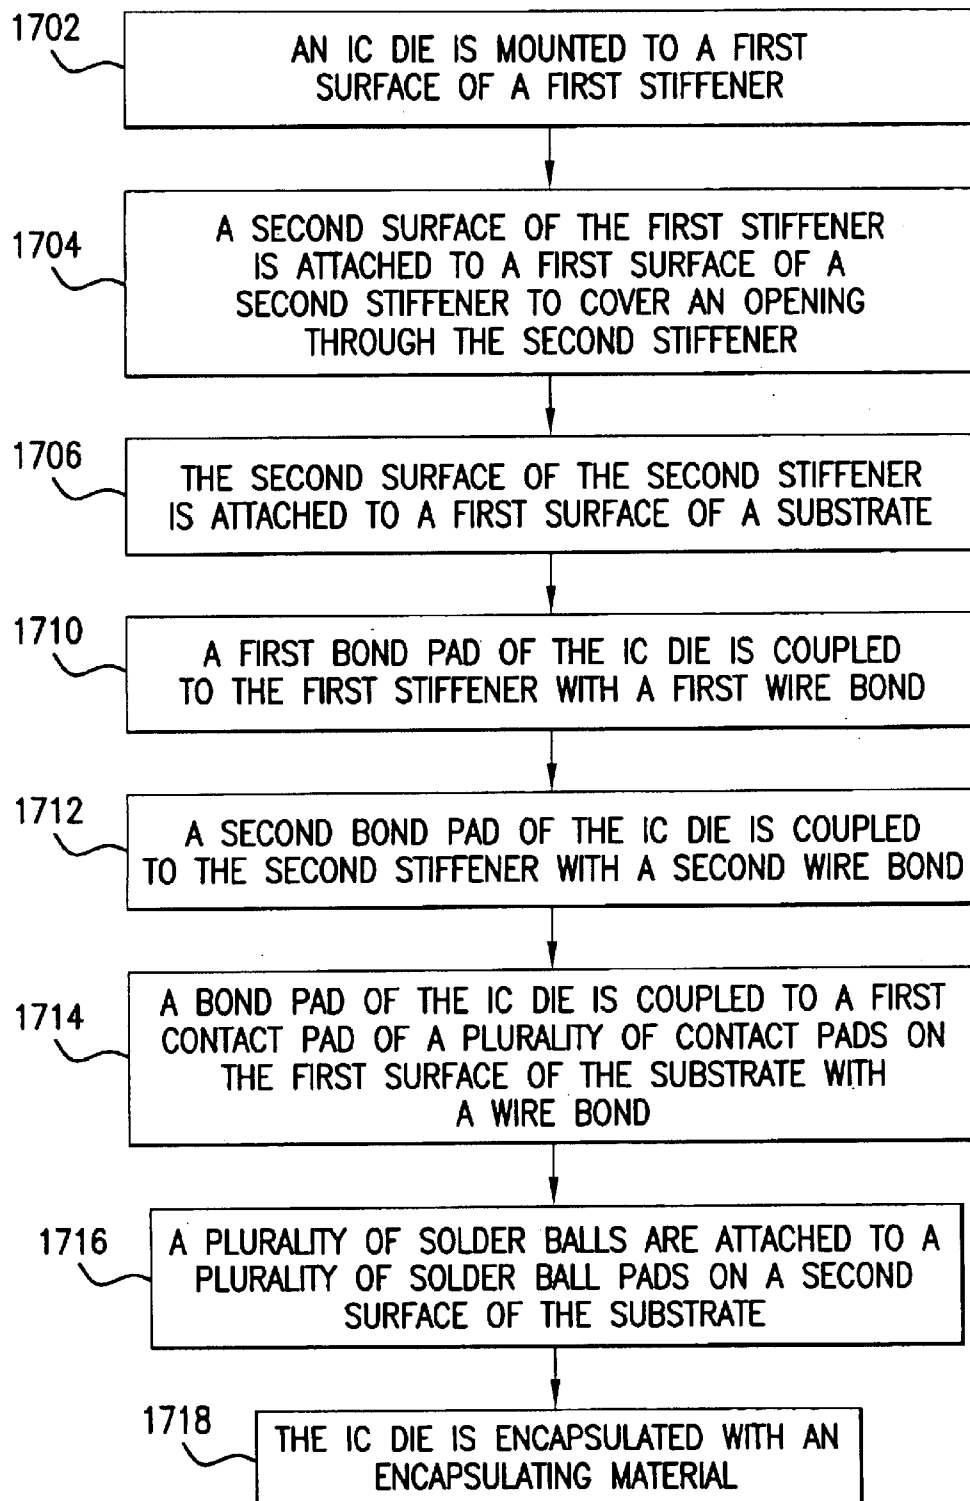 1702
AN IC DIE IS MOUNTED TO A FIRST
SURFACE OF A FIRST STIFFENER
1704
A SECOND SURFACE OF THE FIRST STIFFENER
IS ATTACHED TO A FIRST SURFACE OF A
SECOND STIFFENER TO COVER AN OPENING
THROUGH THE SECOND STIFFENER
1706
THE SECOND SURFACE OF THE SECOND STIFFENER
IS ATTACHED TO A FIRST SURFACE OF A SUBSTRATE
1710
A FIRST BOND PAD OF THE IC DIE IS COUPLED
TO THE FIRST STIFFENER WITH A FIRST WIRE BOND
1712
A SECOND BOND PAD OF THE IC DIE IS COUPLED
TO THE SECOND STIFFENER WITH A SECOND WIRE BOND
1714
A BOND PAD OF THE IC DIE IS COUPLED TO A FIRST
CONTACT PAD OF A PLURALITY OF CONTACT PADS ON
THE FIRST SURFACE OF THE SUBSTRATE WITH
A WIRE BOND
1716
A PLURALITY OF SOLDER BALLS ARE ATTACHED TO A
PLURALITY OF SOLDER BALL PADS ON A SECOND
SURFACE OF THE SUBSTRATE
1718
THE IC DIE IS ENCAPSULATED WITH AN
ENCAPSULATING MATERIAL